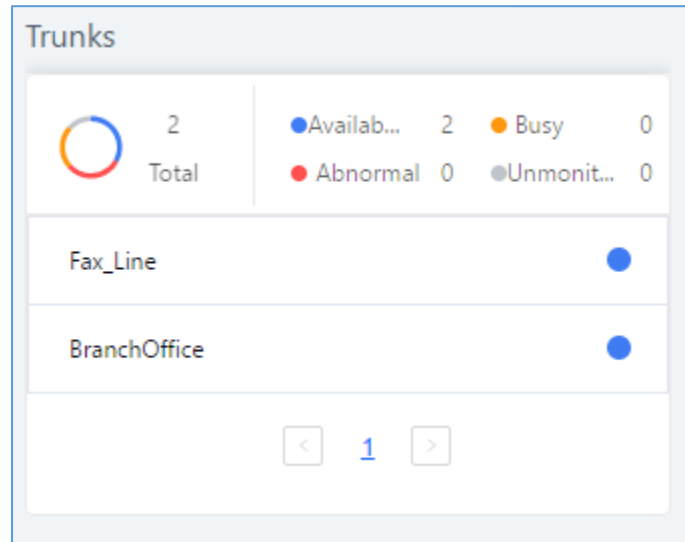 Trunks
2 Availab... 2 Busy 0
Total Abnormal 0 Unmonit... 0
Fax_Line
BranchOffice
< 1 >